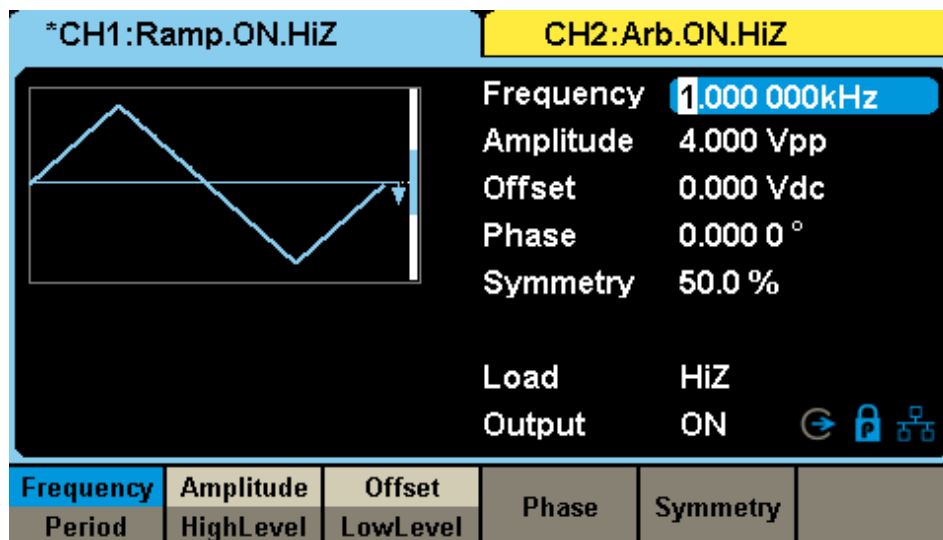 *CH1:Ramp.ON.HiZ CH2:Arb.ON.HiZ
Frequency 1.000 000kHz
Amplitude 4.000 Vpp
Offset 0.000 Vdc
Phase 0.000 0 °
Symmetry 50.0 %
Load HiZ
Output ON P
Frequency Amplitude Offset Phase Symmetry
Period HighLevel LowLevel